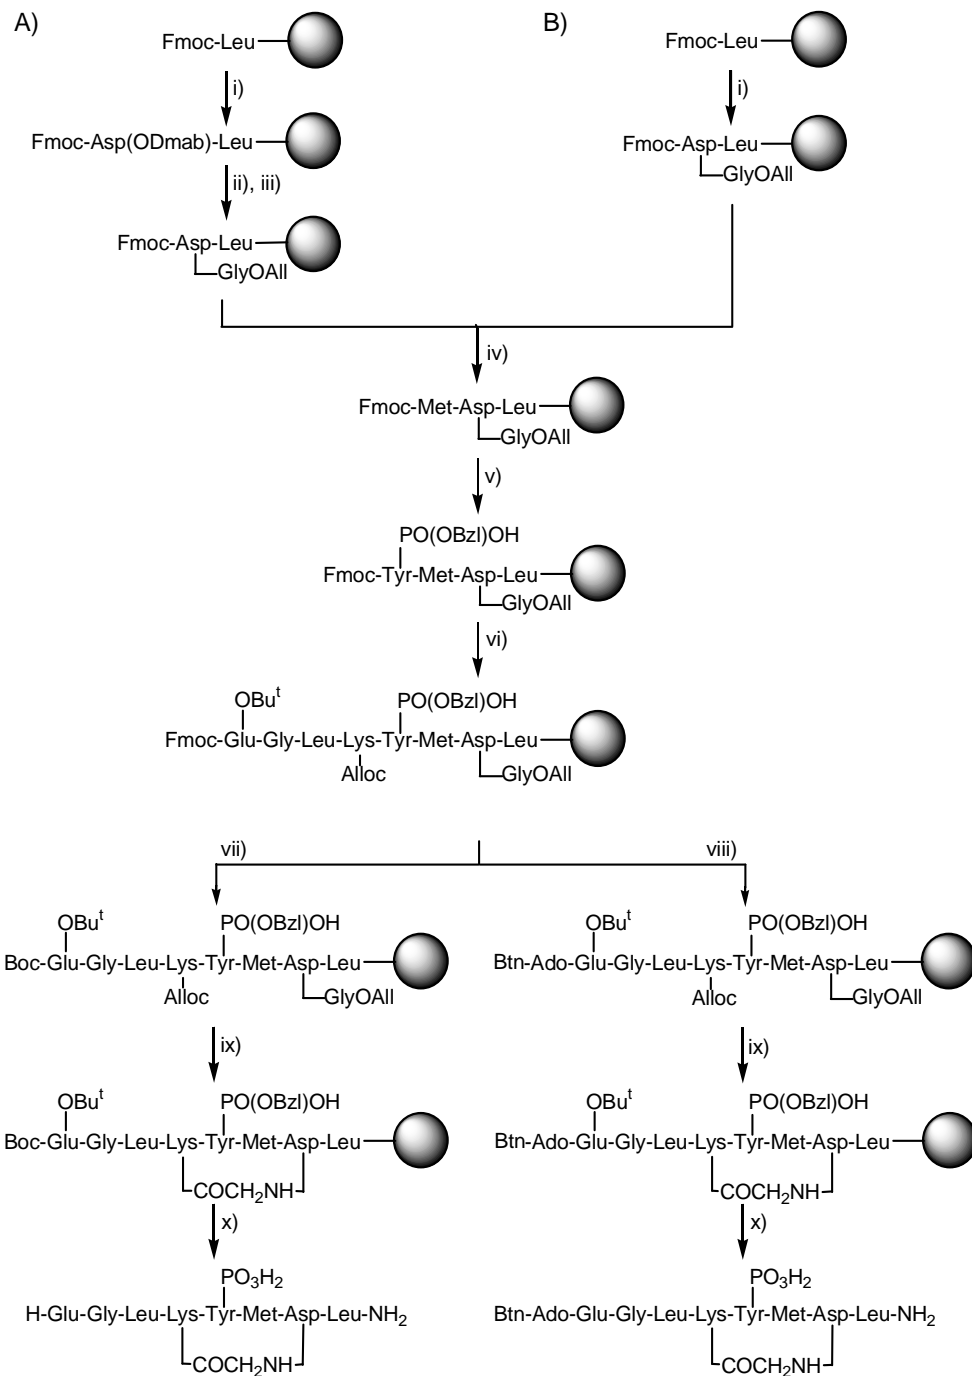 A)
B)
Fmoc-Leu
Fmoc-Leu
i)
i)
Fmoc-Asp(ODmab)-Leu
Fmoc-Asp-Leu
GlyOAll
ii), iii)
Fmoc-Asp-Leu
GlyOAll
iv)
Fmoc-Met-Asp-Leu
GlyOAll
v)
PO(OBzl)OH
Fmoc-Tyr-Met-Asp-Leu
GlyOAll
vi)
OBuᵗ
PO(OBzl)OH
Fmoc-Glu-Gly-Leu-Lys-Tyr-Met-Asp-Leu
Alloc
GlyOAll
vii)
viii)
OBuᵗ
PO(OBzl)OH
Boc-Glu-Gly-Leu-Lys-Tyr-Met-Asp-Leu
Alloc
GlyOAll
OBuᵗ
PO(OBzl)OH
Btn-Ado-Glu-Gly-Leu-Lys-Tyr-Met-Asp-Leu
Alloc
GlyOAll
ix)
ix)
OBuᵗ
PO(OBzl)OH
Boc-Glu-Gly-Leu-Lys-Tyr-Met-Asp-Leu
COCH₂NH
OBuᵗ
PO(OBzl)OH
Btn-Ado-Glu-Gly-Leu-Lys-Tyr-Met-Asp-Leu
COCH₂NH
x)
x)
PO₃H₂
H-Glu-Gly-Leu-Lys-Tyr-Met-Asp-Leu-NH₂
COCH₂NH
PO₃H₂
Btn-Ado-Glu-Gly-Leu-Lys-Tyr-Met-Asp-Leu-NH₂
COCH₂NH